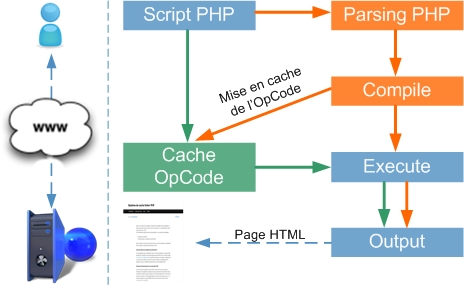 Script PHP
Parsing PHP
Mise en cache
de l'OpCode
Compile
www
Cache
OpCode
Execute
Page HTML
Output